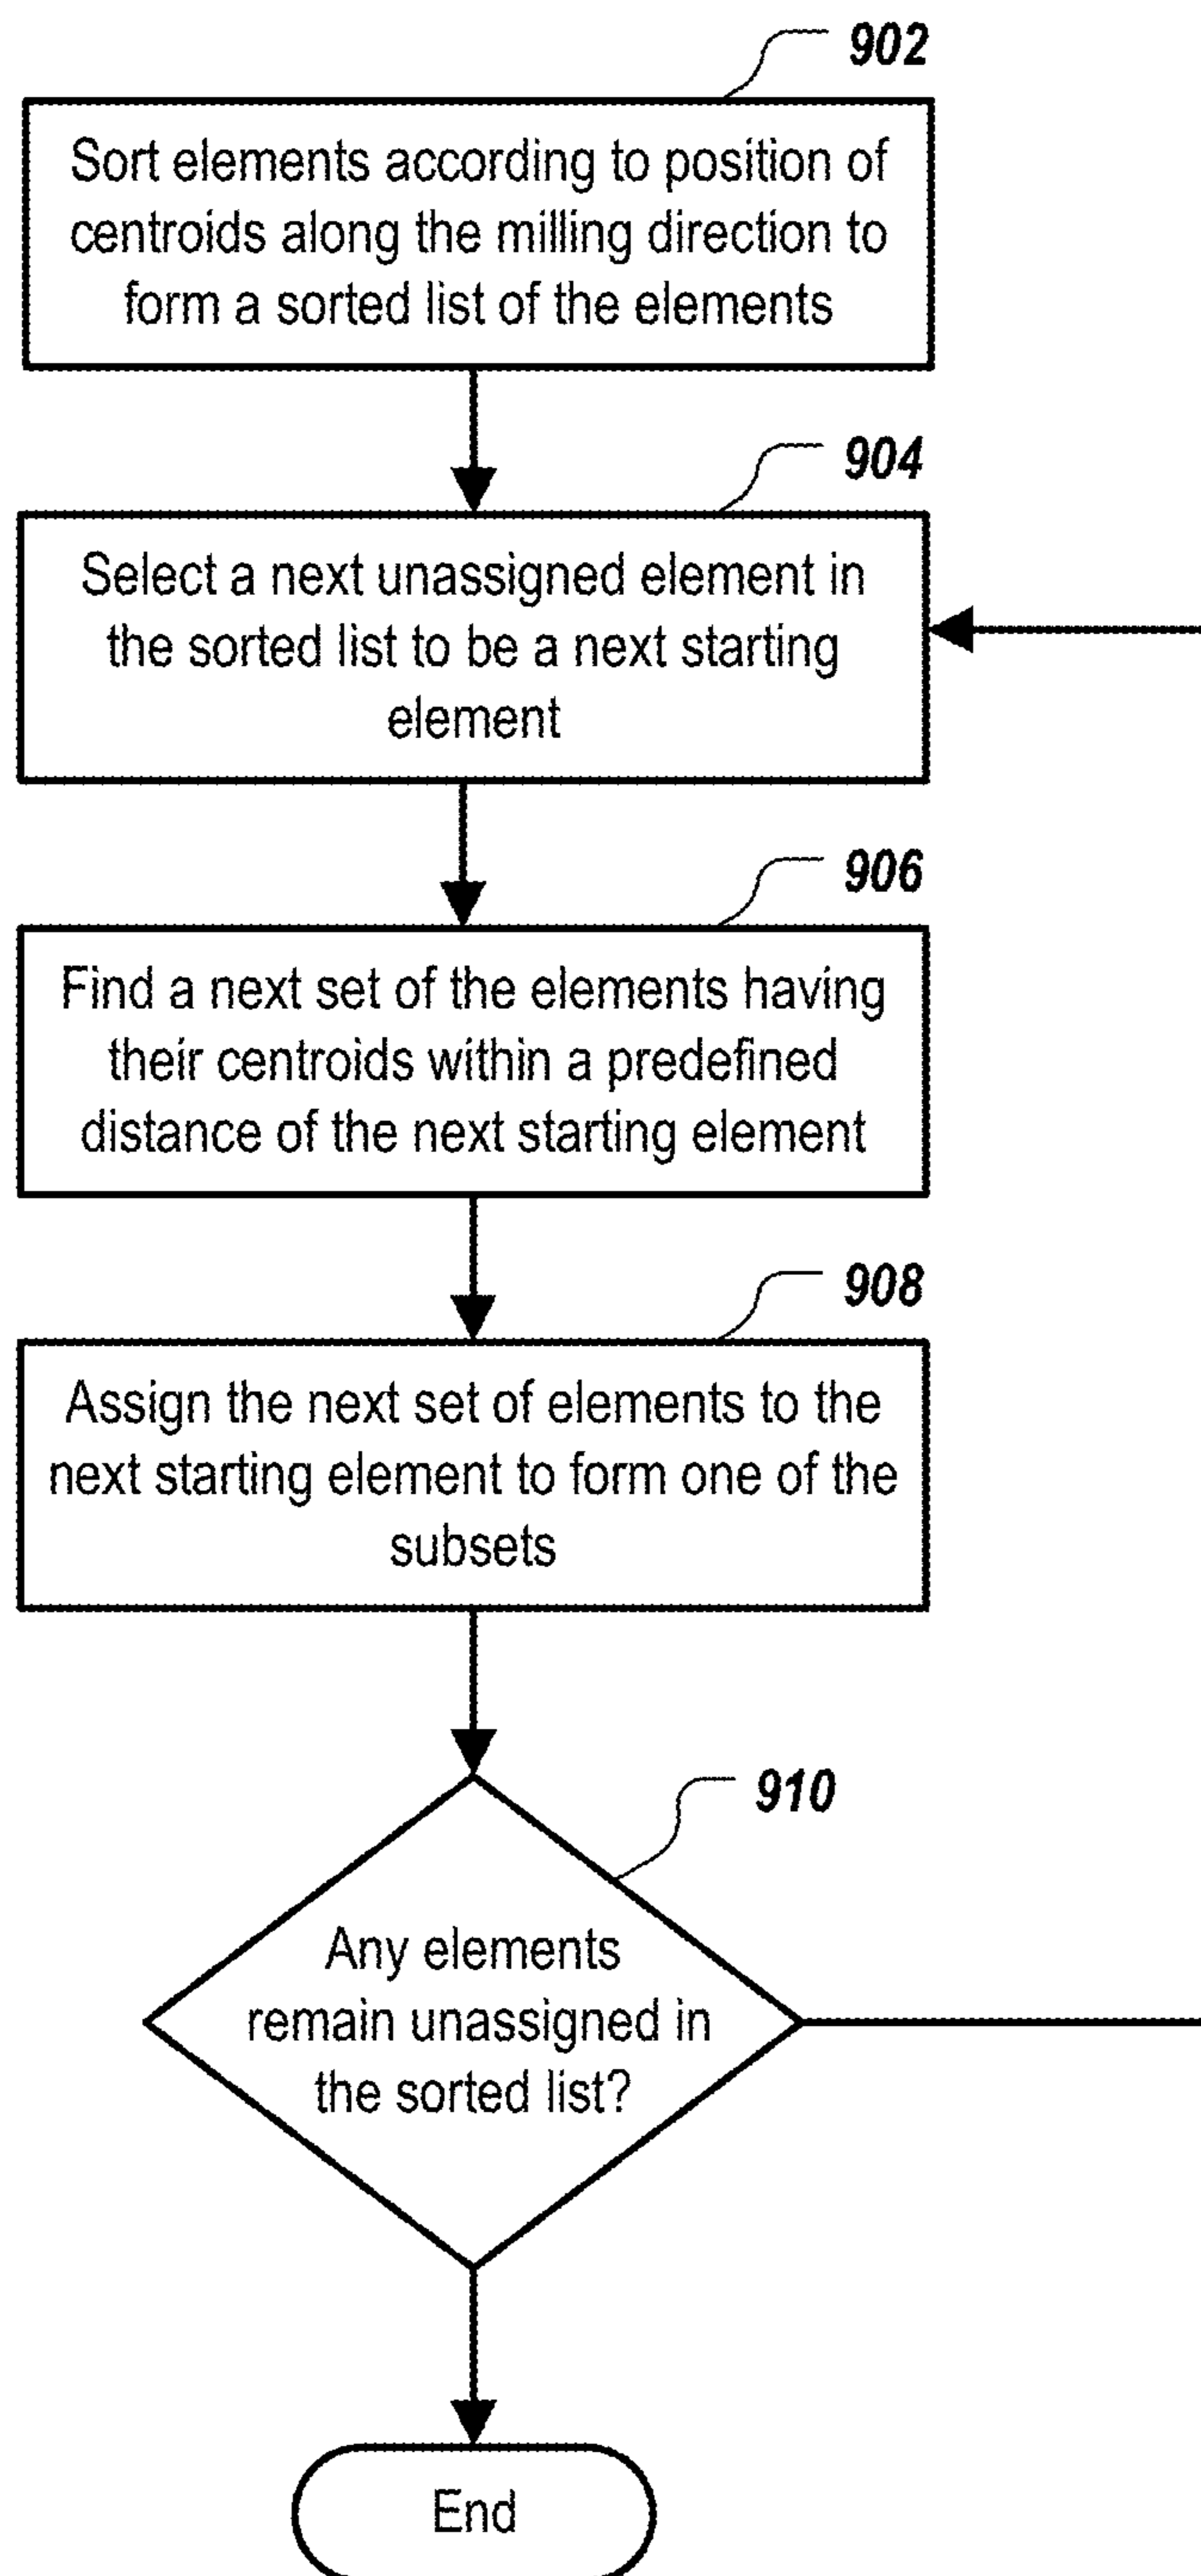 902
Sort elements according to position of
centroids along the milling direction to
form a sorted list of the elements
904
Select a next unassigned element in
the sorted list to be a next starting
element
906
Find a next set of the elements having
their centroids within a predefined
distance of the next starting element
908
Assign the next set of elements to the
next starting element to form one of the
subsets
910
Any elements
remain unassigned in
the sorted list?
End